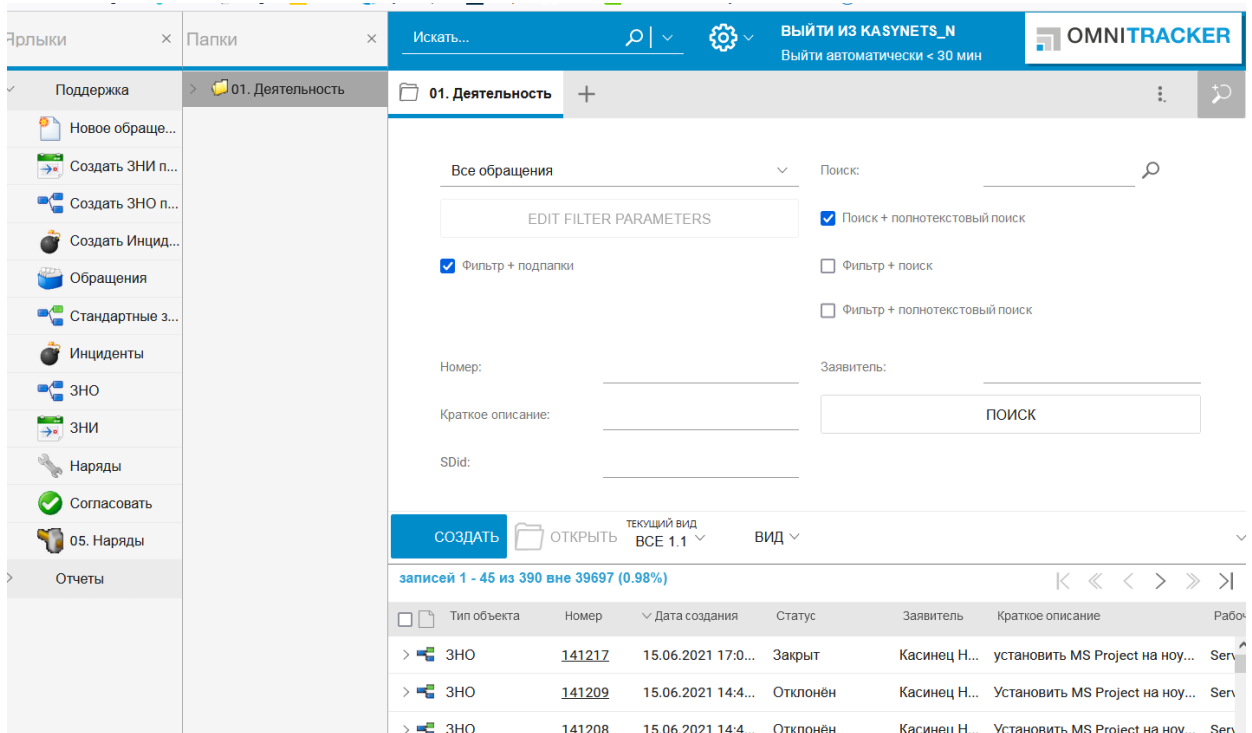 Ярлыки
Папки
Искать...
ВЫЙТИ ИЗ KASYNETS_N
Выйти автоматически < 30 мин
OMNITRACKER
Поддержка
Новое обраще...
Создать ЗНИ п...
Создать ЗНО п...
Создать Инцид...
Обращения
Стандартные з...
Инциденты
ЗНО
ЗНИ
Наряды
Согласовать
05. Наряды
Отчеты
01. Деятельность
01. Деятельность
Все обращения
Поиск:
EDIT FILTER PARAMETERS
Поиск + полнотекстовый поиск
Фильтр + подпапки
Фильтр + поиск
Фильтр + полнотекстовый поиск
Номер:
Заявитель:
Краткое описание:
ПОИСК
SDid:
СОЗДАТЬ
ОТКРЫТЬ
ТЕКУЩИЙ ВИД
ВСЕ 1.1
ВИД
записей 1 - 45 из 390 вне 39697 (0.98%)
Тип объекта Номер Дата создания Статус Заявитель Краткое описание Рабоч
ЗНО 141217 15.06.2021 17:0... Закрыт Касинец Н... установить MS Project на ноу... Serv
ЗНО 141209 15.06.2021 14:4... Отклонён Касинец Н... Установить MS Project на ноу... Serv
ЗНО 141208 15.06.2021 14:4... Отклонён Касинец Н... Установить MS Project на ноу... Serv